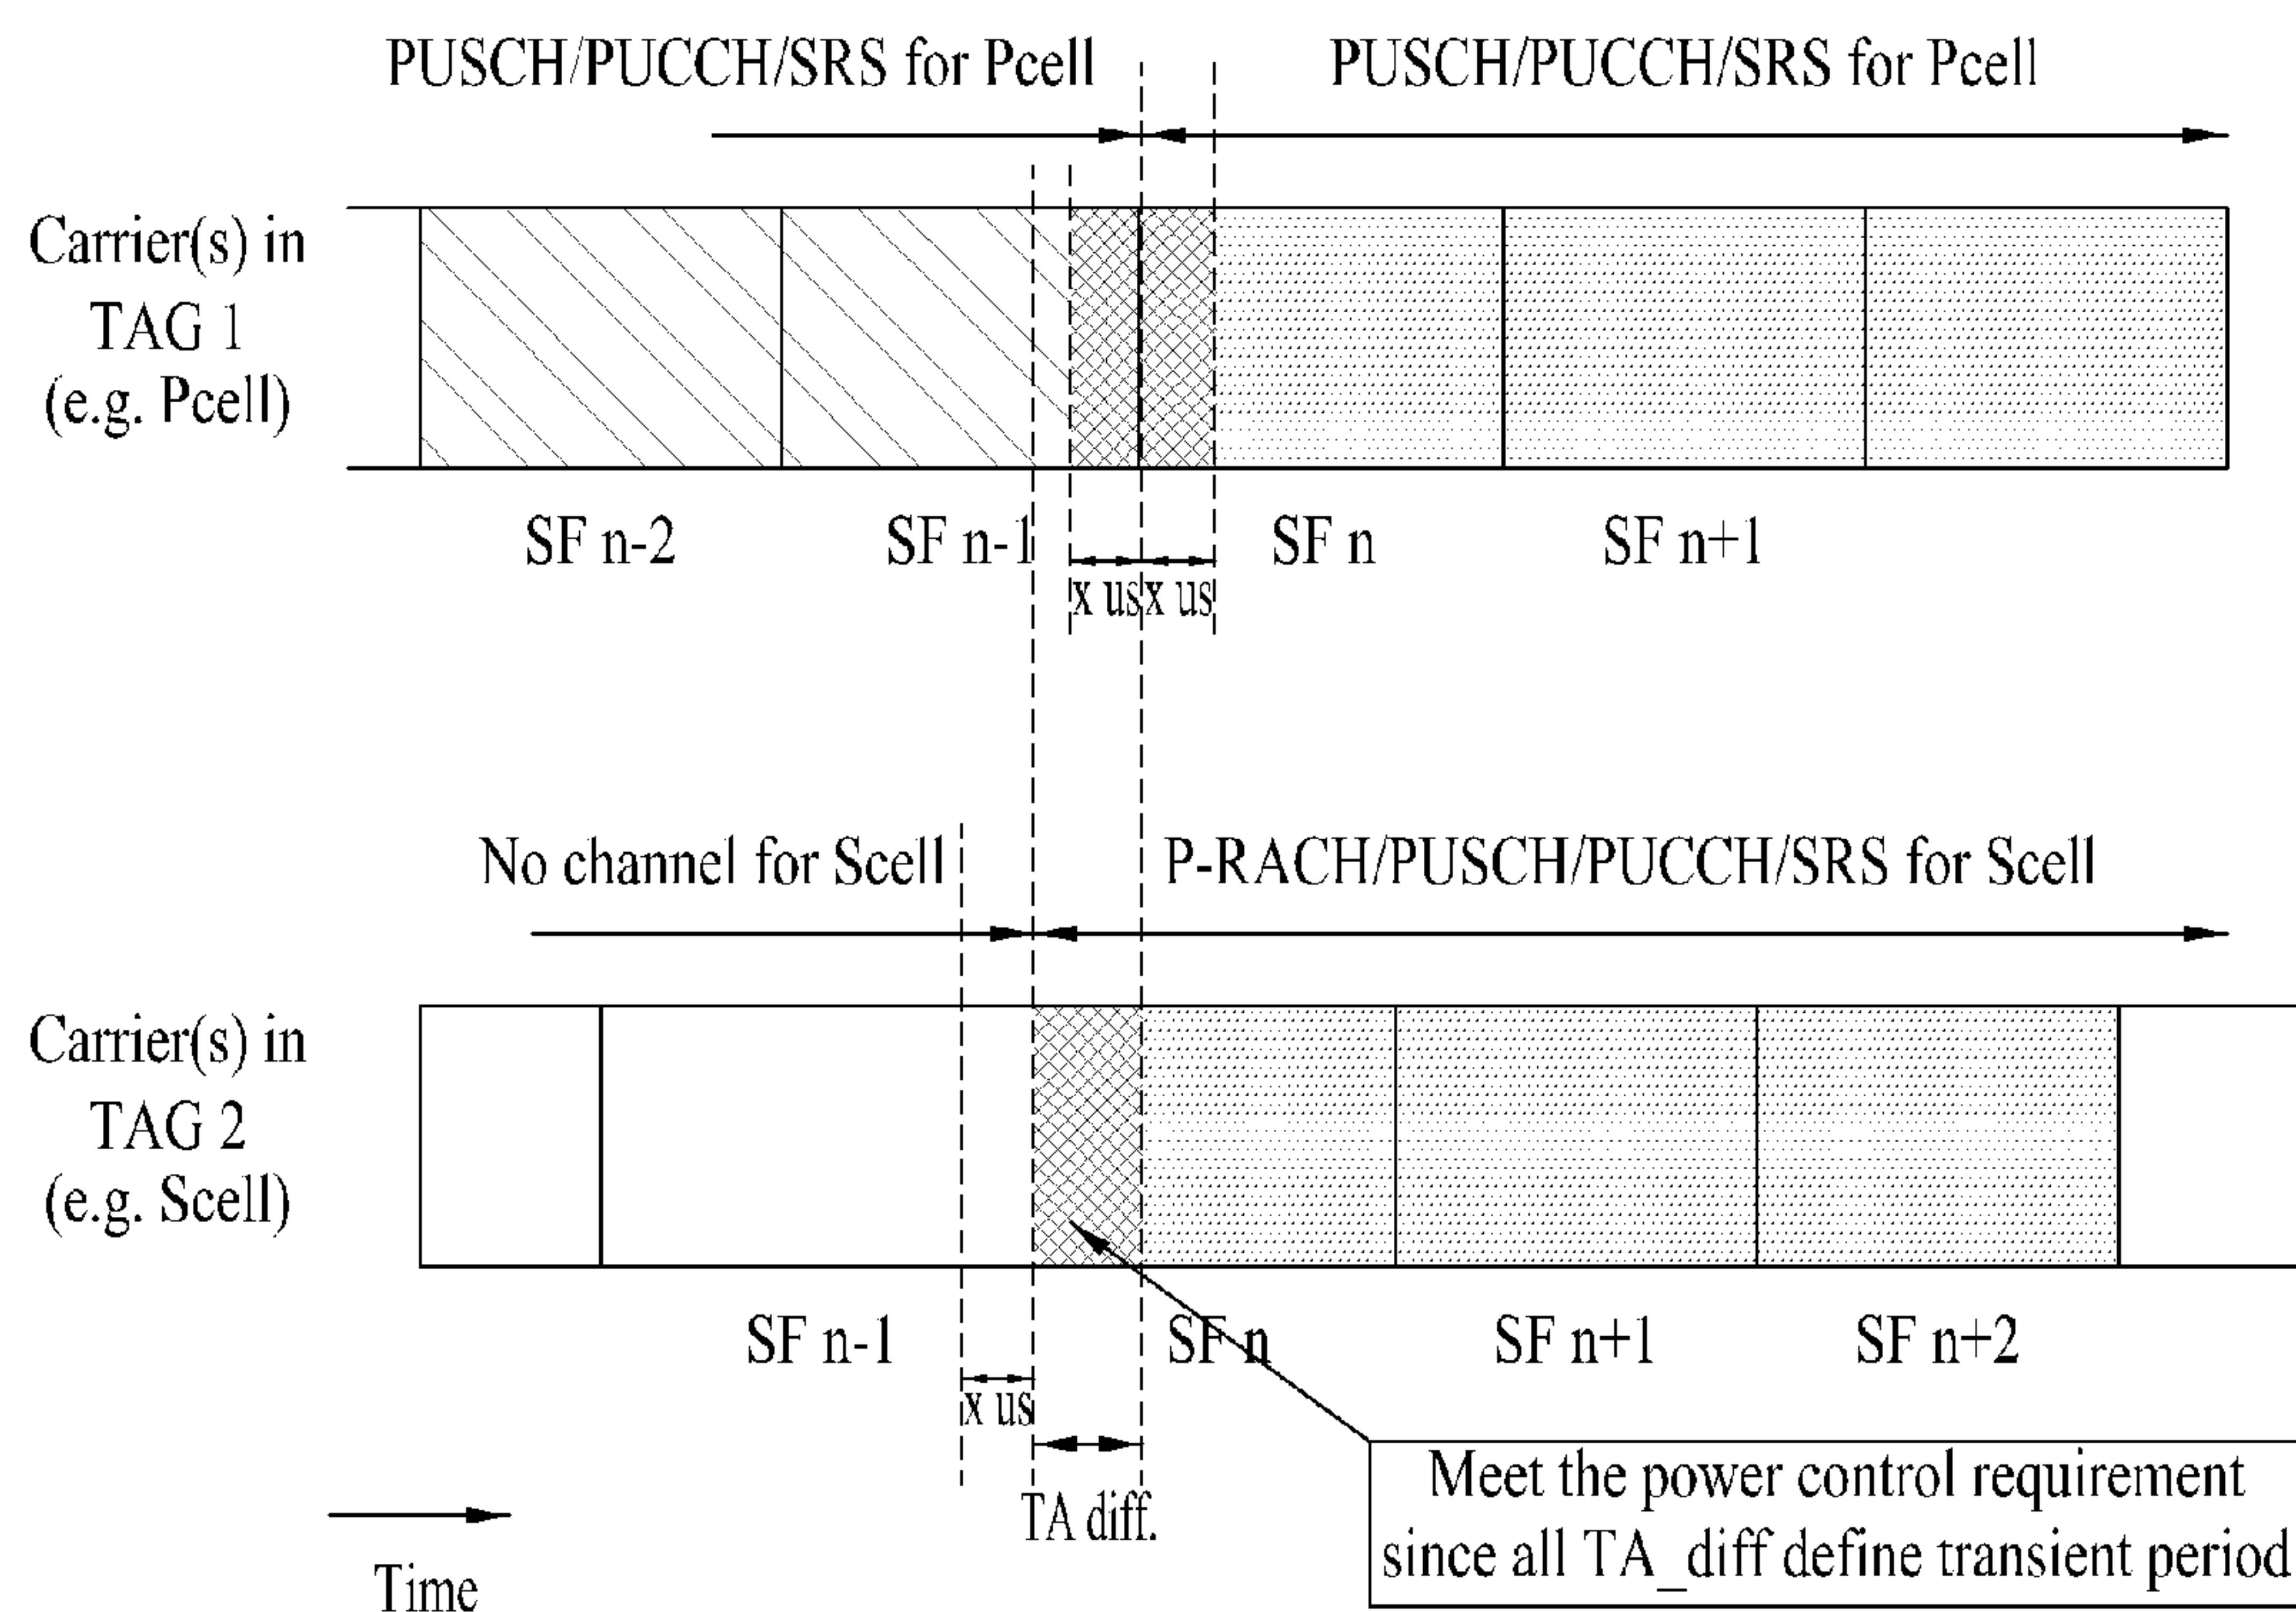 PUSCH/PUCCH/SRS for Pcell
PUSCH/PUCCH/SRS for Pcell
Carrier(s) in
TAG 1
(e.g. Pcell)
SF n-2
SF n-1
SF n
SF n+1
x us
x us
No channel for Scell
P-RACH/PUSCH/PUCCH/SRS for Scell
Carrier(s) in
TAG 2
(e.g. Scell)
SF n-1
SF n
SF n+1
SF n+2
x us
TA diff.
Meet the power control requirement
since all TA_diff define transient period
Time